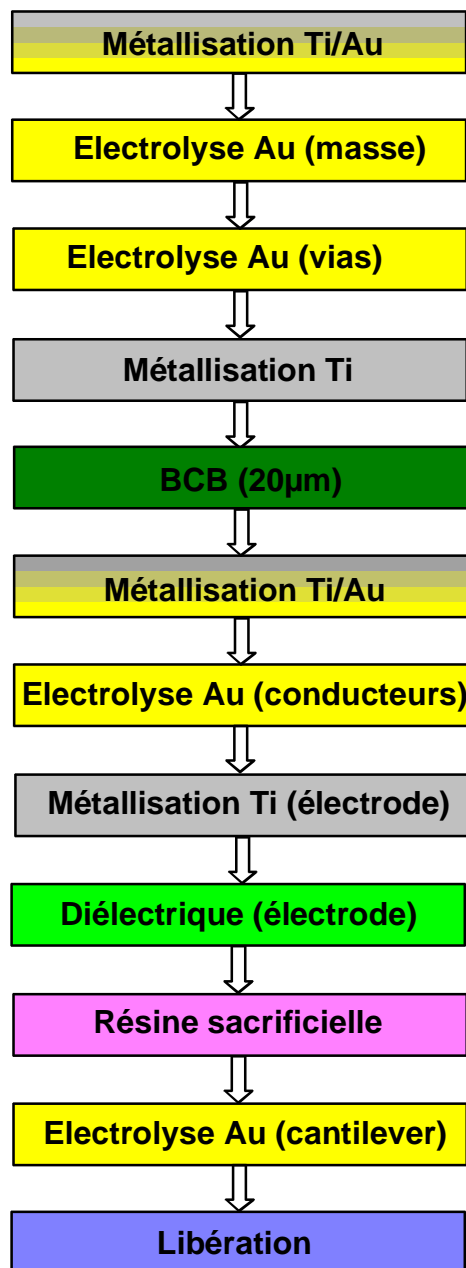 Métallisation Ti/Au
Electrolyse Au (masse)
Electrolyse Au (vias)
Métallisation Ti
BCB (20µm)
Métallisation Ti/Au
Electrolyse Au (conducteurs)
Métallisation Ti (électrode)
Diélectrique (électrode)
Résine sacrificielle
Electrolyse Au (cantilever)
Libération